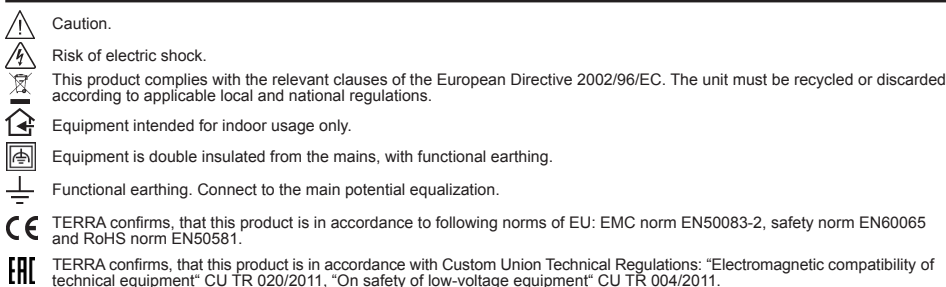 Caution.
Risk of electric shock.
This product complies with the relevant clauses of the European Directive 2002/96/EC. The unit must be recycled or discarded
according to applicable local and national regulations.
Equipment intended for indoor usage only.
Equipment is double insulated from the mains, with functional earthing.
Functional earthing. Connect to the main potential equalization.
CE TERRA confirms, that this product is in accordance to following norms of EU: EMC norm EN50083-2, safety norm EN60065
and RoHS norm EN50581.
EAC TERRA confirms, that this product is in accordance with Custom Union Technical Regulations: “Electromagnetic compatibility of
technical equipment“ CU TR 020/2011, “On safety of low-voltage equipment“ CU TR 004/2011.